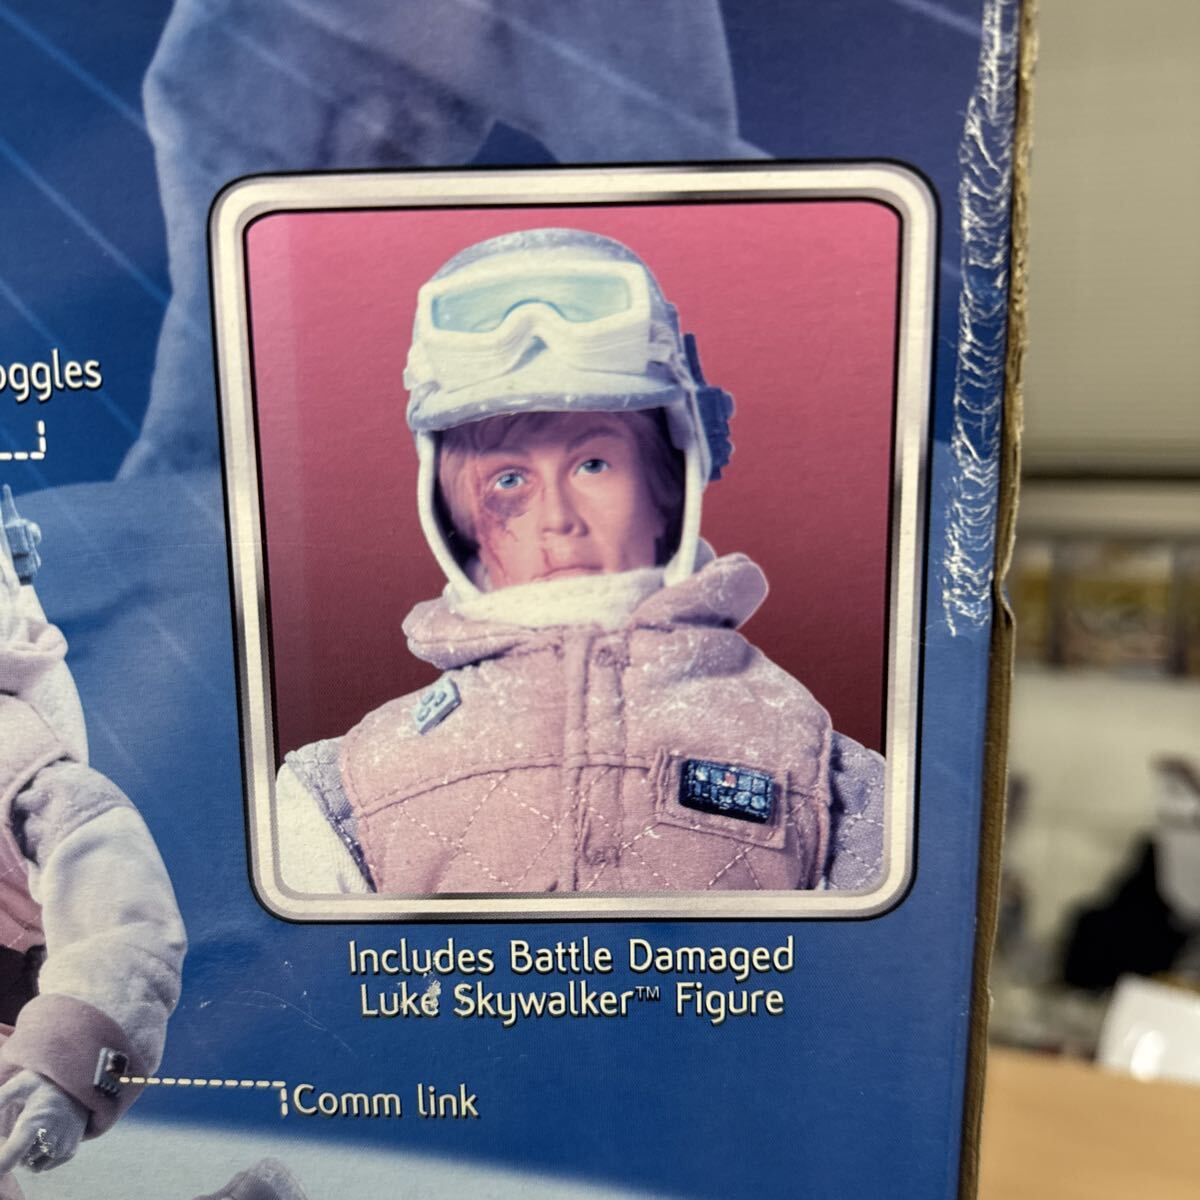 oggles
Includes Battle Damaged
Luke Skywalker™ Figure
Comm link